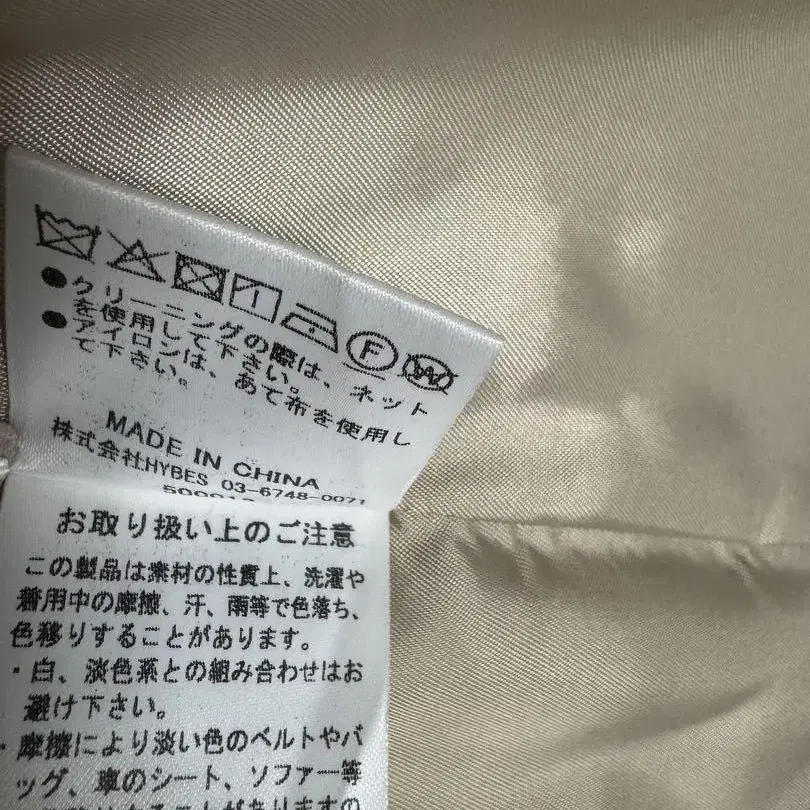 ●クリーニングの際は、ネット
を使用して下さい。
●アイロンは、あて布を使用し
て下さい。
MADE IN CHINA
株式会社HYBES 03-6748-0071
お取り扱い上のご注意
この製品は素材の性質上、洗濯や
着用中の摩擦、汗、雨等で色落ち、
色移りすることがあります。
・白、淡色系との組み合わせはお
避け下さい。
・摩擦により淡い色のベルトやバ
ッグ、車のシート、ソファー等